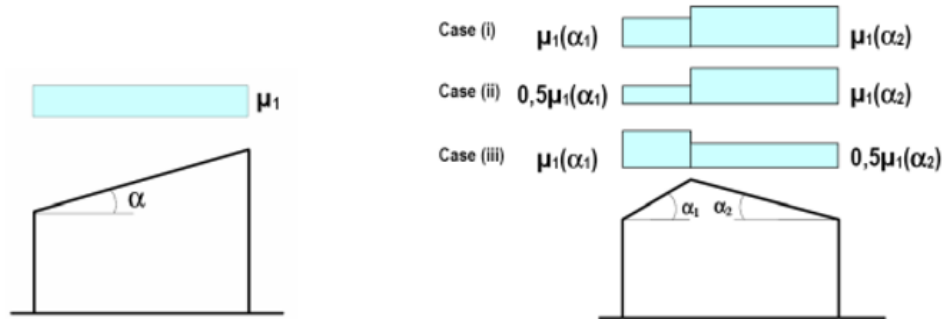 Case (i) μ₁(α₁) μ₁(α₂)
Case (ii) 0,5μ₁(α₁) μ₁(α₂)
Case (iii) μ₁(α₁) 0,5μ₁(α₂)
μ₁
α
α₁ α₂